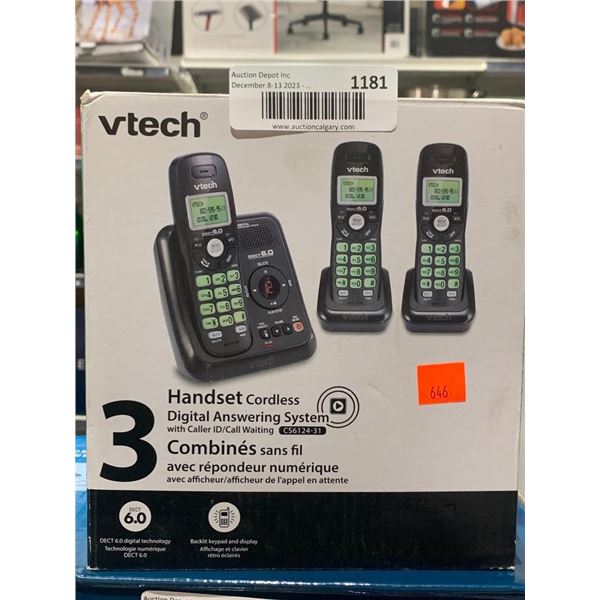 Auction Depot Inc
December 8-13 2023 - ...
1181
www.auctioncalgary.com
vtech®
vtech
vtech
vtech
DECT 6.0
vtech
646
3
Handset Cordless
Digital Answering System
with Caller ID/Call Waiting CS6124-31
Combinés sans fil
avec répondeur numérique
avec afficheur/afficheur de l'appel en attente
DECT
6.0
DECT 6.0 digital technology
Technologie numérique
DECT 6.0
Backlit keypad and display
Affichage et clavier
rétro éclairés